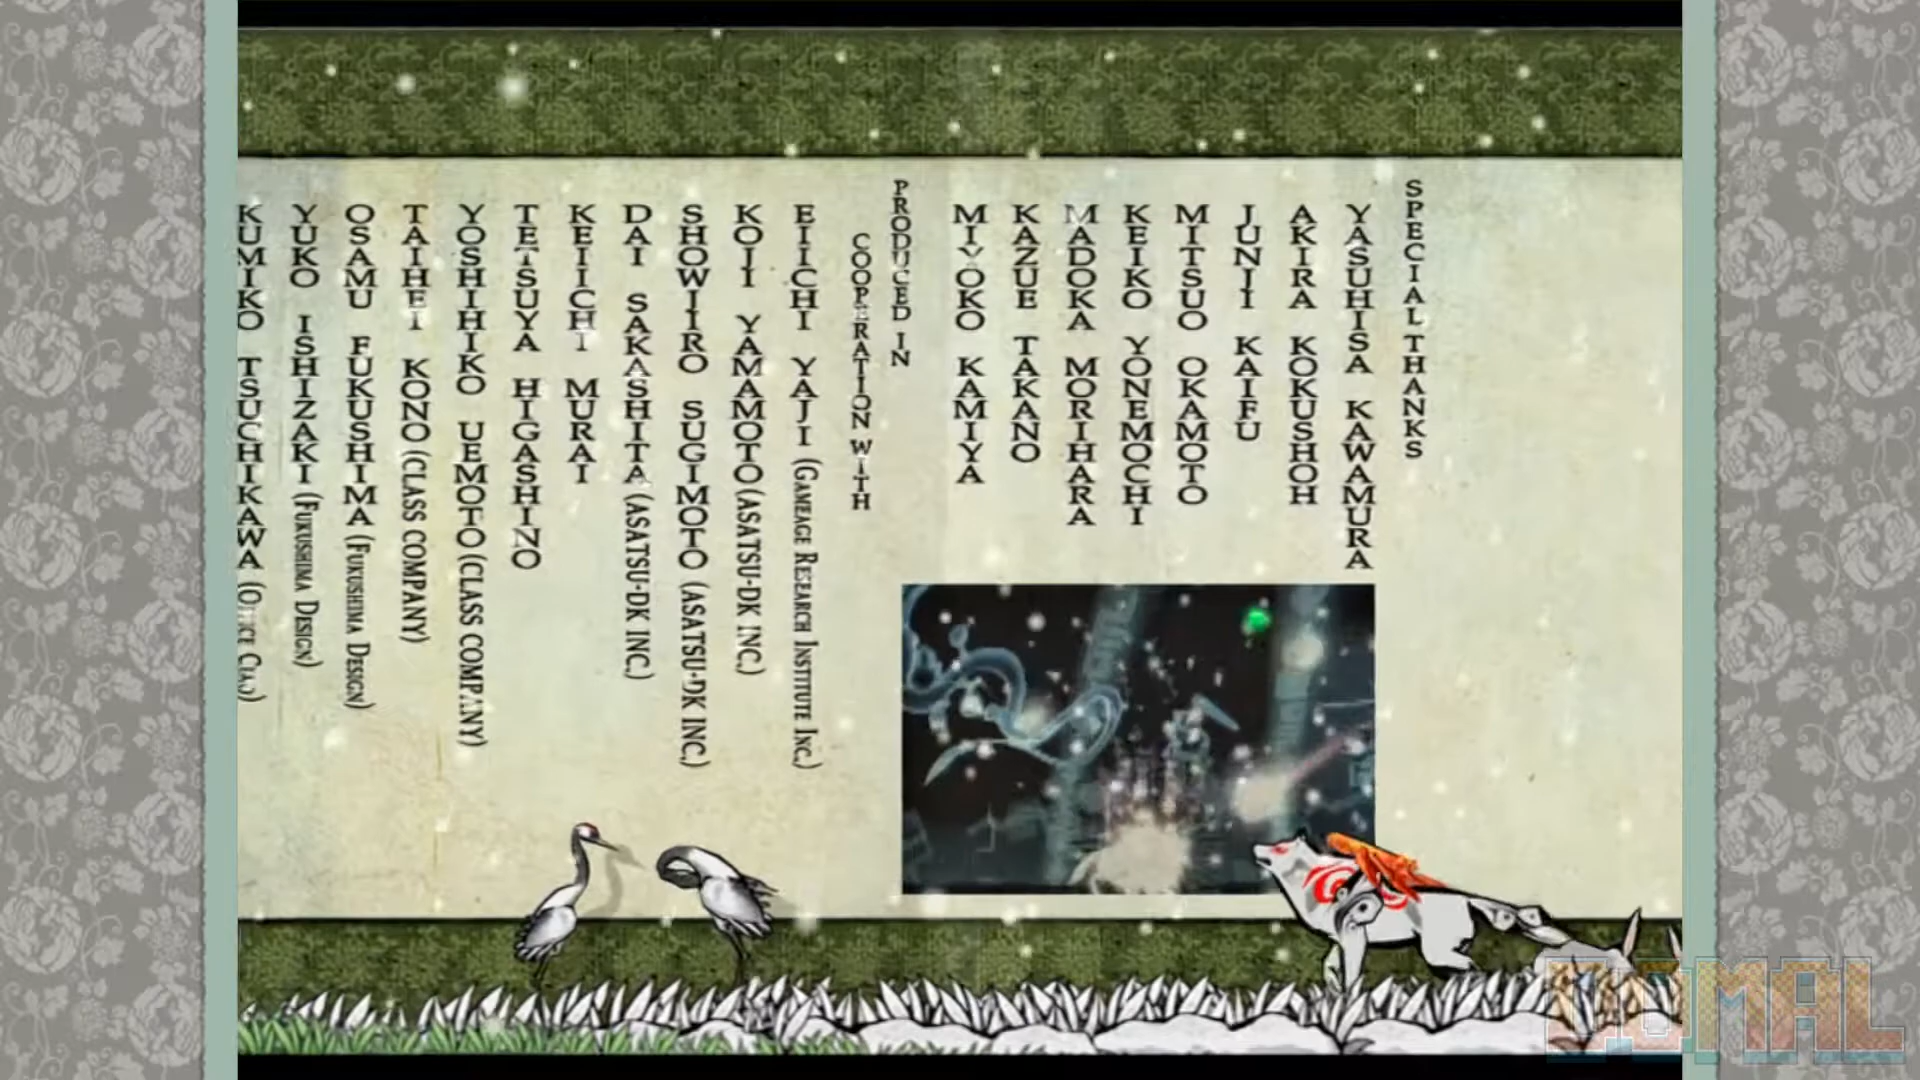 SPECIAL THANKS
YASUHISA KAWAMURA
AKIRA KOKUSHOH
JUNJI KAIFU
MITSUO OKAMOTO
KEIKO YONEMOCHI
MADOKA MORIHARA
KAZUE TAKANO
MIYOKO KAMIYA
PRODUCED IN
COOPERATION WITH
EIICHI YAJI (GAMEAGE RESEARCH INSTITUTE INC.)
KOJI YAMAMOTO (ASATSU-DK INC.)
SHOWJIRO SUGIMOTO (ASATSU-DK INC.)
DAI SAKASHITA (ASATSU-DK INC.)
KEIICHI MURAI
TETSUYA HIGASHINO
YOSHIHIKO UEMOTO (CLASS COMPANY)
TAIHEI KONO (CLASS COMPANY)
OSAMU FUKUSHIMA (FUKUSHIMA DESIGN)
YUKO ISHIZAKI (FUKUSHIMA DESIGN)
KUMIKO TSUCHIKAWA (OFFICE CIAO)